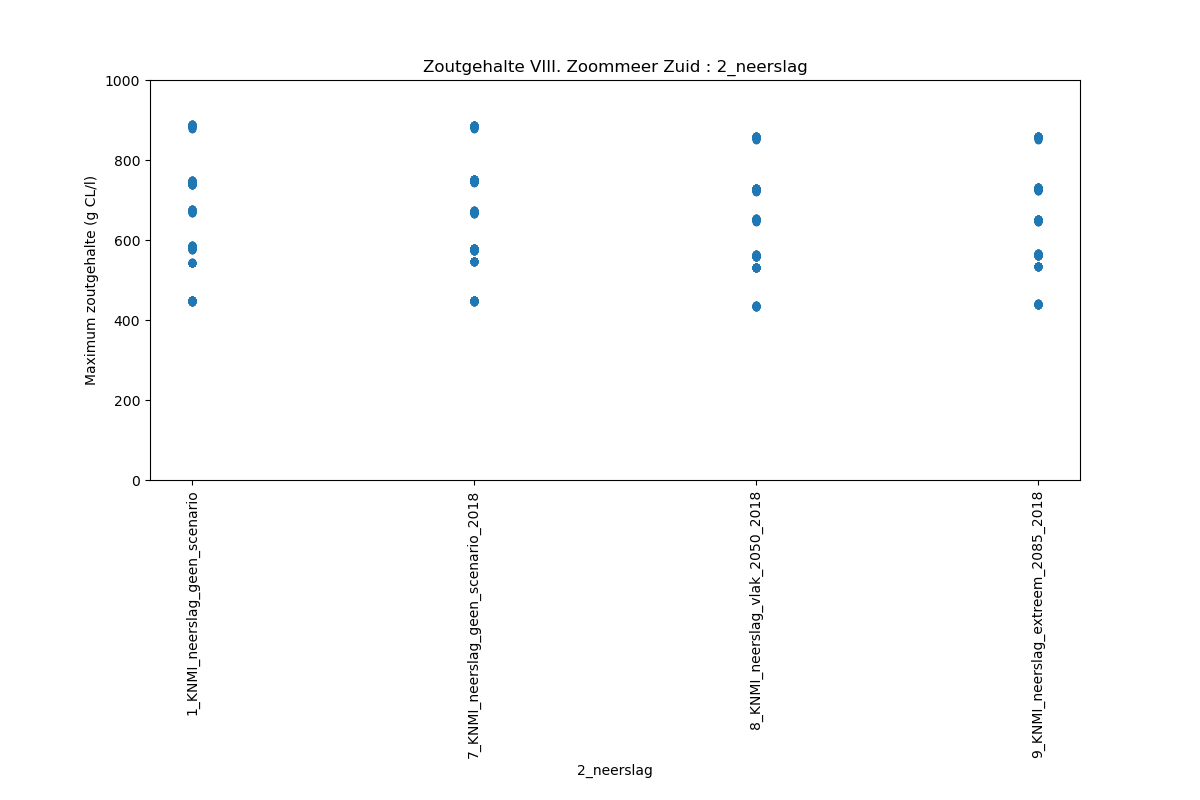 Zoutgehalte VIII. Zoommeer Zuid : 2_neerslag
Maximum zoutgehalte (g CL/l)
1000
800
600
400
200
0
1_KNMI_neerslag_geen_scenario
7_KNMI_neerslag_geen_scenario_2018
8_KNMI_neerslag_vlak_2050_2018
9_KNMI_neerslag_extreem_2085_2018
2_neerslag